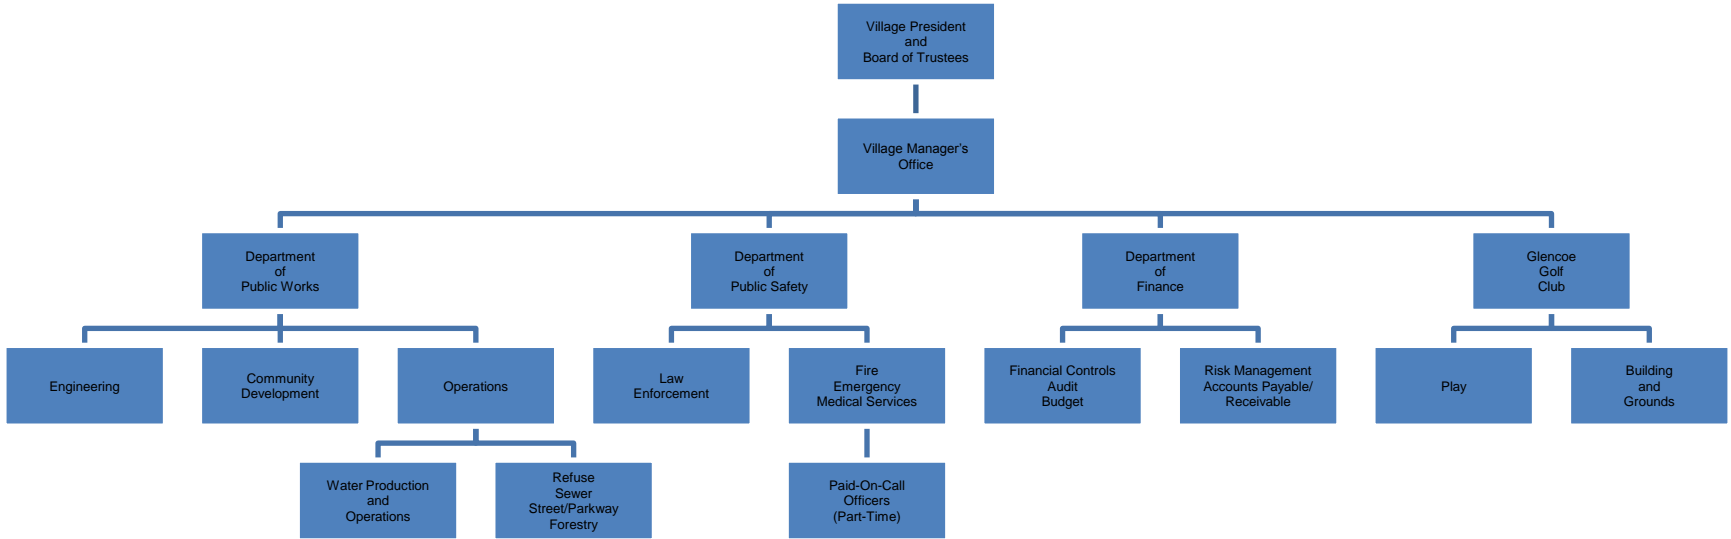 Village President
and
Board of Trustees
Village Manager's
Office
Department
of
Public Works
Department
of
Public Safety
Department
of
Finance
Glencoe
Golf
Club
Engineering
Community
Development
Operations
Law
Enforcement
Fire
Emergency
Medical Services
Financial Controls
Audit
Budget
Risk Management
Accounts Payable/
Receivable
Play
Building
and
Grounds
Water Production
and
Operations
Refuse
Sewer
Street/Parkway
Forestry
Paid-On-Call
Officers
(Part-Time)